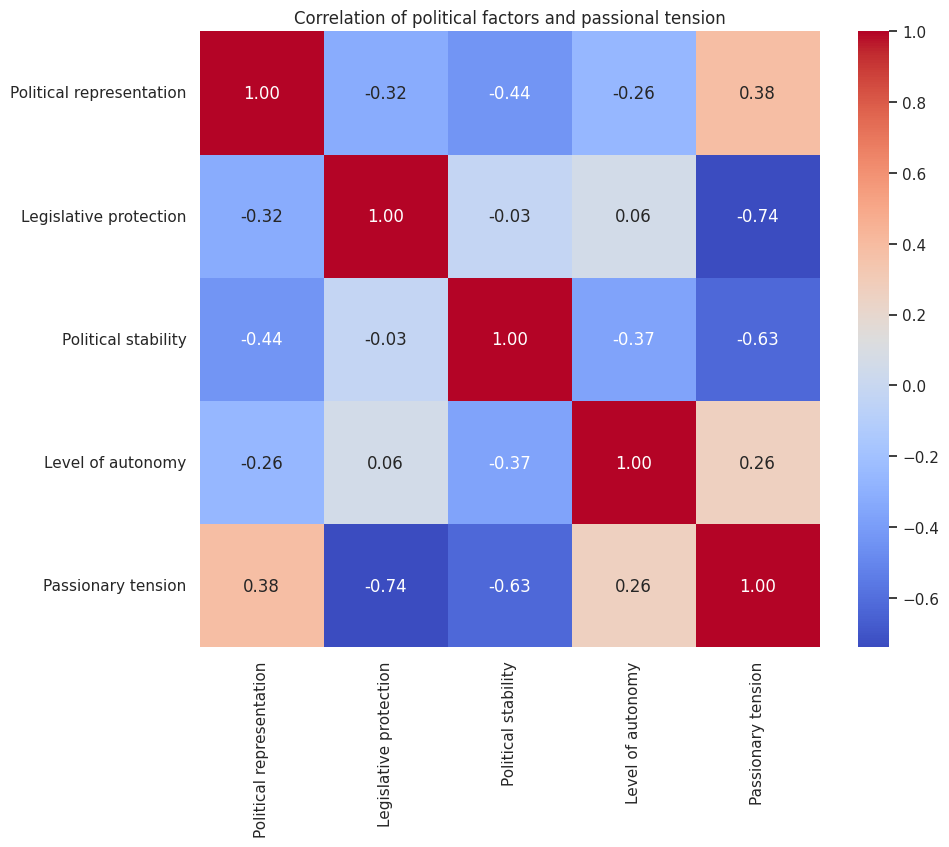 Correlation of political factors and passional tension
Political representation 1.00 -0.32 -0.44 -0.26 0.38
Legislative protection -0.32 1.00 -0.03 0.06 -0.74
Political stability -0.44 -0.03 1.00 -0.37 -0.63
Level of autonomy -0.26 0.06 -0.37 1.00 0.26
Passionary tension 0.38 -0.74 -0.63 0.26 1.00
Political representation
Legislative protection
Political stability
Level of autonomy
Passionary tension
1.0
0.8
0.6
0.4
0.2
0.0
−0.2
−0.4
−0.6